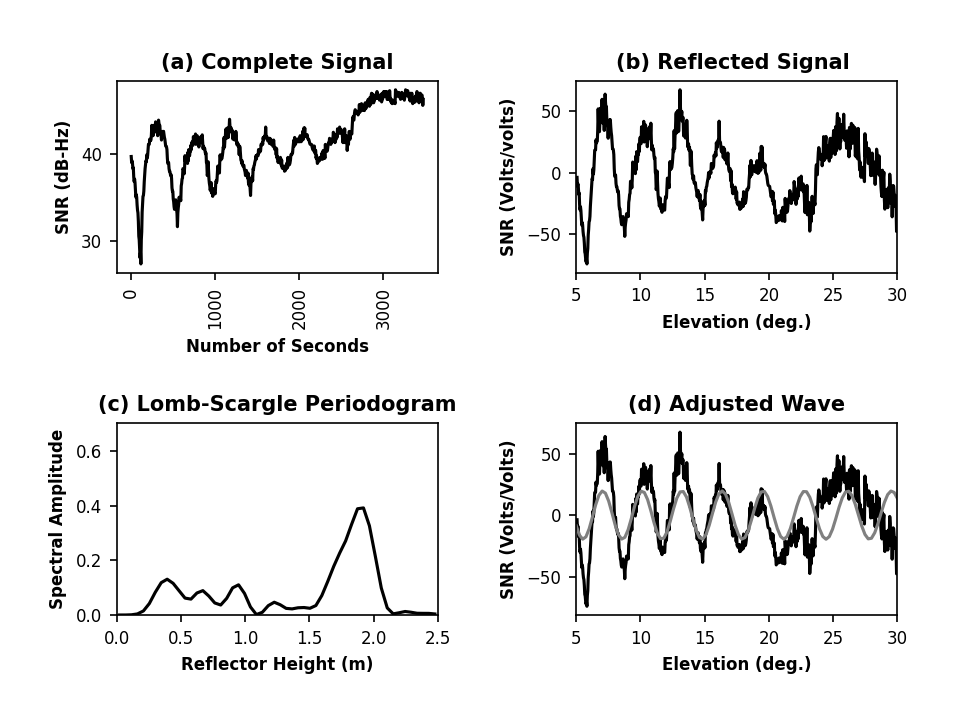 (a) Complete Signal
SNR (dB-Hz)
40
30
0
1000
2000
3000
Number of Seconds
(b) Reflected Signal
SNR (Volts/volts)
50
0
−50
5 10 15 20 25 30
Elevation (deg.)
(c) Lomb-Scargle Periodogram
Spectral Amplitude
0.6
0.4
0.2
0.0
0.0 0.5 1.0 1.5 2.0 2.5
Reflector Height (m)
(d) Adjusted Wave
SNR (Volts/Volts)
50
0
−50
5 10 15 20 25 30
Elevation (deg.)